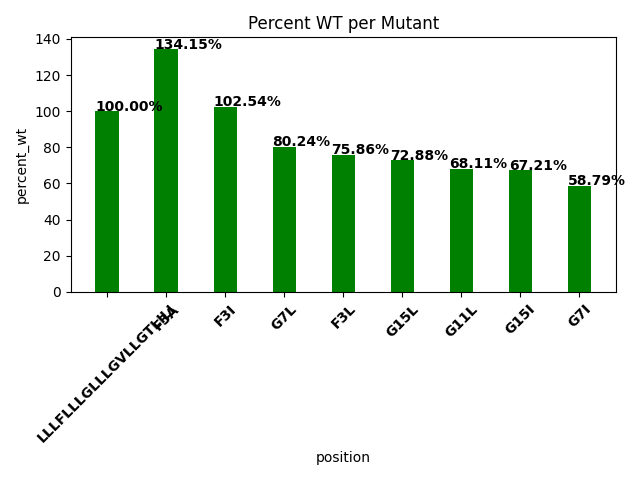 Percent WT per Mutant
percent_wt
140
120
100
80
60
40
20
0
100.00%
134.15%
102.54%
80.24%
75.86%
72.88%
68.11%
67.21%
58.79%
F3A
F3I
G7L
F3L
G15L
G11L
G15I
G7I
position